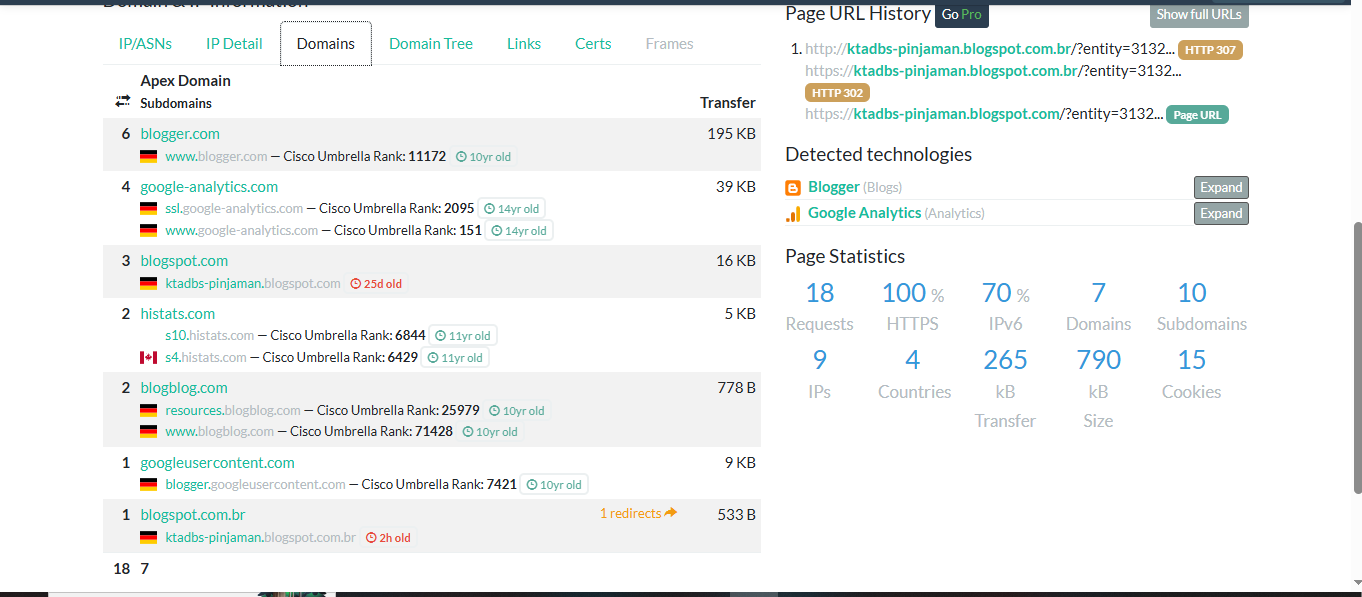 Domain & IP information
IP/ASNs IP Detail Domains Domain Tree Links Certs Frames
Apex Domain
Subdomains Transfer
6 blogger.com 195 KB
www.blogger.com — Cisco Umbrella Rank: 11172 10yr old
4 google-analytics.com 39 KB
ssl.google-analytics.com — Cisco Umbrella Rank: 2095 14yr old
www.google-analytics.com — Cisco Umbrella Rank: 151 14yr old
3 blogspot.com 16 KB
ktadbs-pinjaman.blogspot.com 25d old
2 histats.com 5 KB
s10.histats.com — Cisco Umbrella Rank: 6844 11yr old
s4.histats.com — Cisco Umbrella Rank: 6429 11yr old
2 blogblog.com 778 B
resources.blogblog.com — Cisco Umbrella Rank: 25979 10yr old
www.blogblog.com — Cisco Umbrella Rank: 71428 10yr old
1 googleusercontent.com 9 KB
blogger.googleusercontent.com — Cisco Umbrella Rank: 7421 10yr old
1 blogspot.com.br 1 redirects 533 B
ktadbs-pinjaman.blogspot.com.br 2h old
18 7
Page URL History Go Pro Show full URLs
1. http://ktadbs-pinjaman.blogspot.com.br/?entity=3132... HTTP 307
https://ktadbs-pinjaman.blogspot.com.br/?entity=3132...
HTTP 302
https://ktadbs-pinjaman.blogspot.com/?entity=3132... Page URL
Detected technologies
Blogger (Blogs) Expand
Google Analytics (Analytics) Expand
Page Statistics
18 100 % 70 % 7 10
Requests HTTPS IPv6 Domains Subdomains
9 4 265 790 15
IPs Countries kB kB Cookies
Transfer Size